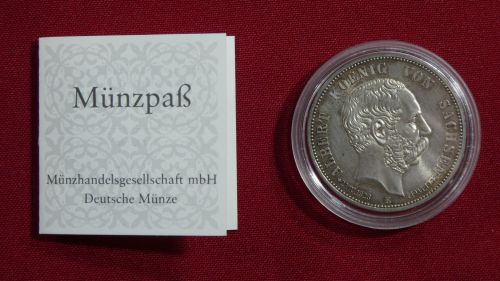 Münzpaß
Münzhandelsgesellschaft mbH
Deutsche Münze
ALBERT KOENIG VON SACHSEN
E